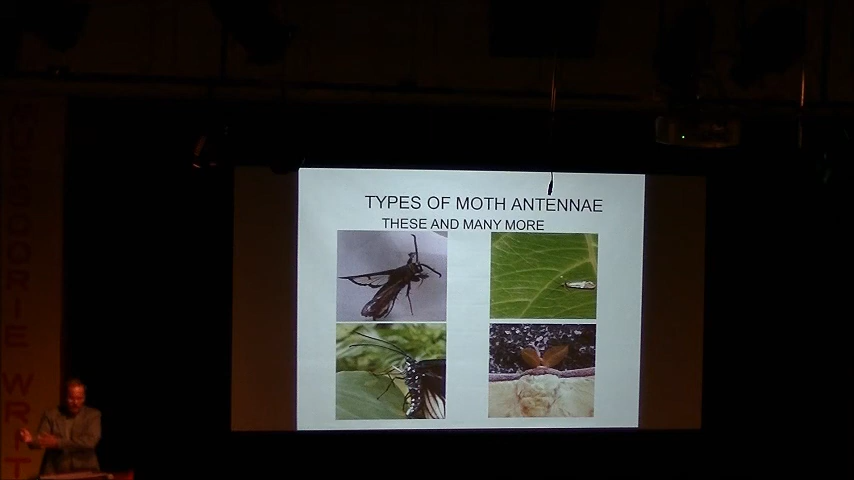 TYPES OF MOTH ANTENNAE
THESE AND MANY MORE